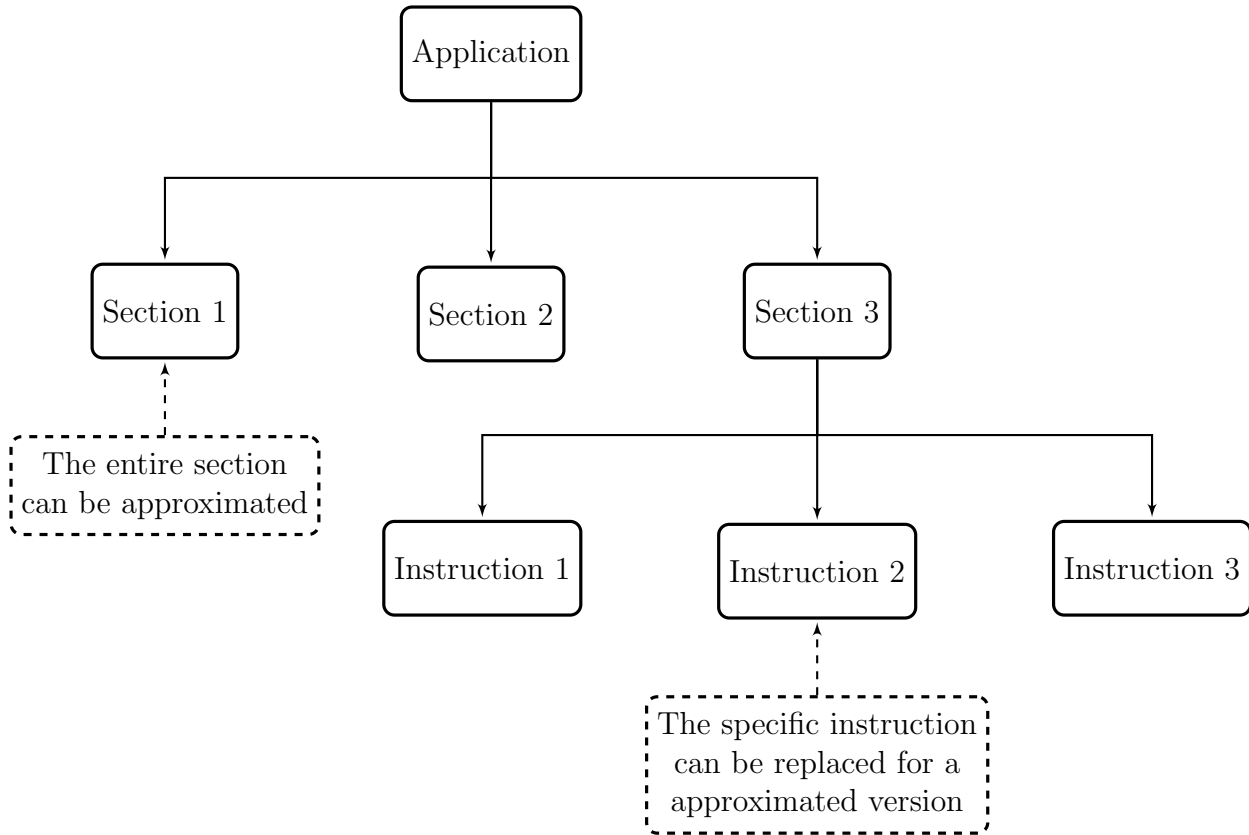 Application
Section 1
Section 2
Section 3
The entire section
can be approximated
Instruction 1
Instruction 2
Instruction 3
The specific instruction
can be replaced for a
approximated version